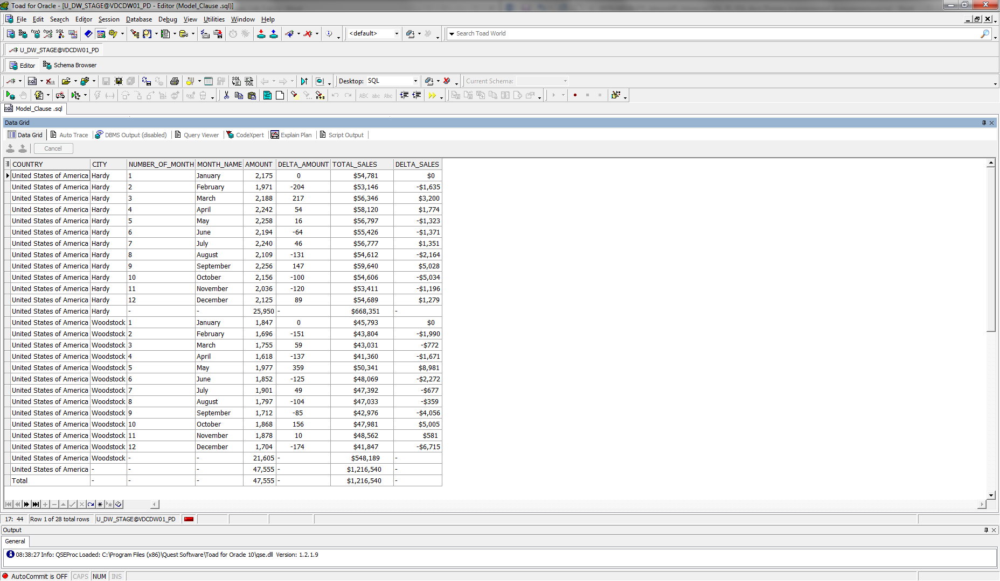 Toad for Oracle - [U_DW_STAGE@VDCDW01_PD - Editor (Model_Clause .sql)]
File Edit Search Editor Session Database Debug View Utilities Window Help
<default> Search Toad World
U_DW_STAGE@VDCDW01_PD
Editor Schema Browser
Desktop: SQL Current Schema:
ABC abc Abc
Model_Clause .sql
Data Grid
Data Grid Auto Trace DBMS Output (disabled) Query Viewer CodeXpert Explain Plan Script Output
Cancel
COUNTRY CITY NUMBER_OF_MONTH MONTH_NAME AMOUNT DELTA_AMOUNT TOTAL_SALES DELTA_SALES
United States of America Hardy 1 January 2,175 0 $54,781 $0
United States of America Hardy 2 February 1,971 -204 $53,146 -$1,635
United States of America Hardy 3 March 2,188 217 $56,346 $3,200
United States of America Hardy 4 April 2,242 54 $58,120 $1,774
United States of America Hardy 5 May 2,258 16 $56,797 -$1,323
United States of America Hardy 6 June 2,194 -64 $55,426 -$1,371
United States of America Hardy 7 July 2,240 46 $56,777 $1,351
United States of America Hardy 8 August 2,109 -131 $54,612 -$2,164
United States of America Hardy 9 September 2,256 147 $59,640 $5,028
United States of America Hardy 10 October 2,156 -100 $54,606 -$5,034
United States of America Hardy 11 November 2,036 -120 $53,411 -$1,196
United States of America Hardy 12 December 2,125 89 $54,689 $1,279
United States of America Hardy - - 25,950 - $668,351 -
United States of America Woodstock 1 January 1,847 0 $45,793 $0
United States of America Woodstock 2 February 1,696 -151 $43,804 -$1,990
United States of America Woodstock 3 March 1,755 59 $43,031 -$772
United States of America Woodstock 4 April 1,618 -137 $41,360 -$1,671
United States of America Woodstock 5 May 1,977 359 $50,341 $8,981
United States of America Woodstock 6 June 1,852 -125 $48,069 -$2,272
United States of America Woodstock 7 July 1,901 49 $47,392 -$677
United States of America Woodstock 8 August 1,797 -104 $47,033 -$359
United States of America Woodstock 9 September 1,712 -85 $42,976 -$4,056
United States of America Woodstock 10 October 1,868 156 $47,981 $5,005
United States of America Woodstock 11 November 1,878 10 $48,562 $581
United States of America Woodstock 12 December 1,704 -174 $41,847 -$6,715
United States of America Woodstock - - 21,605 - $548,189 -
United States of America - - - 47,555 - $1,216,540 -
Total - - - 47,555 - $1,216,540 -
17: 44 Row 1 of 28 total rows U_DW_STAGE@VDCDW01_PD
Output
General
08:38:27 Info: QSEProc Loaded: C:\Program Files (x86)\Quest Software\Toad for Oracle 10\qse.dll Version: 1.2.1.9
AutoCommit is OFF CAPS NUM INS